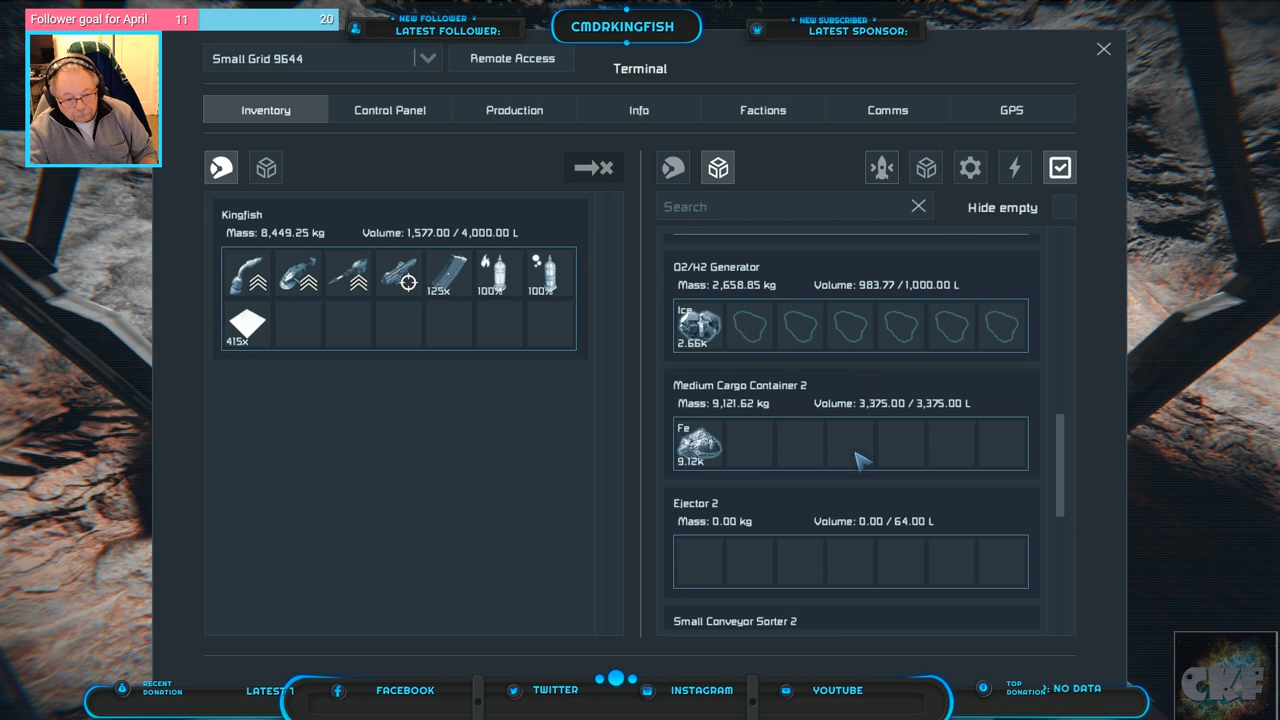 Follower goal for April 11 20
NEW FOLLOWER
LATEST FOLLOWER:
CMDRKINGFISH
NEW SUBSCRIBER
LATEST SPONSOR:
Small Grid 9644
Remote Access
Terminal
Inventory
Control Panel
Production
Info
Factions
Comms
GPS
Kingfish
Mass: 8,449.25 kg
Volume: 1,577.00 / 4,000.00 L
125x
100%
100%
415x
Search
Hide empty
O2/H2 Generator
Mass: 2,658.85 kg
Volume: 983.77 / 1,000.00 L
Ice
2.66k
Medium Cargo Container 2
Mass: 9,121.62 kg
Volume: 3,375.00 / 3,375.00 L
Fe
9.12k
Ejector 2
Mass: 0.00 kg
Volume: 0.00 / 64.00 L
Small Conveyor Sorter 2
RECENT
DONATION
LATEST
FACEBOOK
TWITTER
INSTAGRAM
YOUTUBE
TOP
DONATION
: NO DATA
CKF